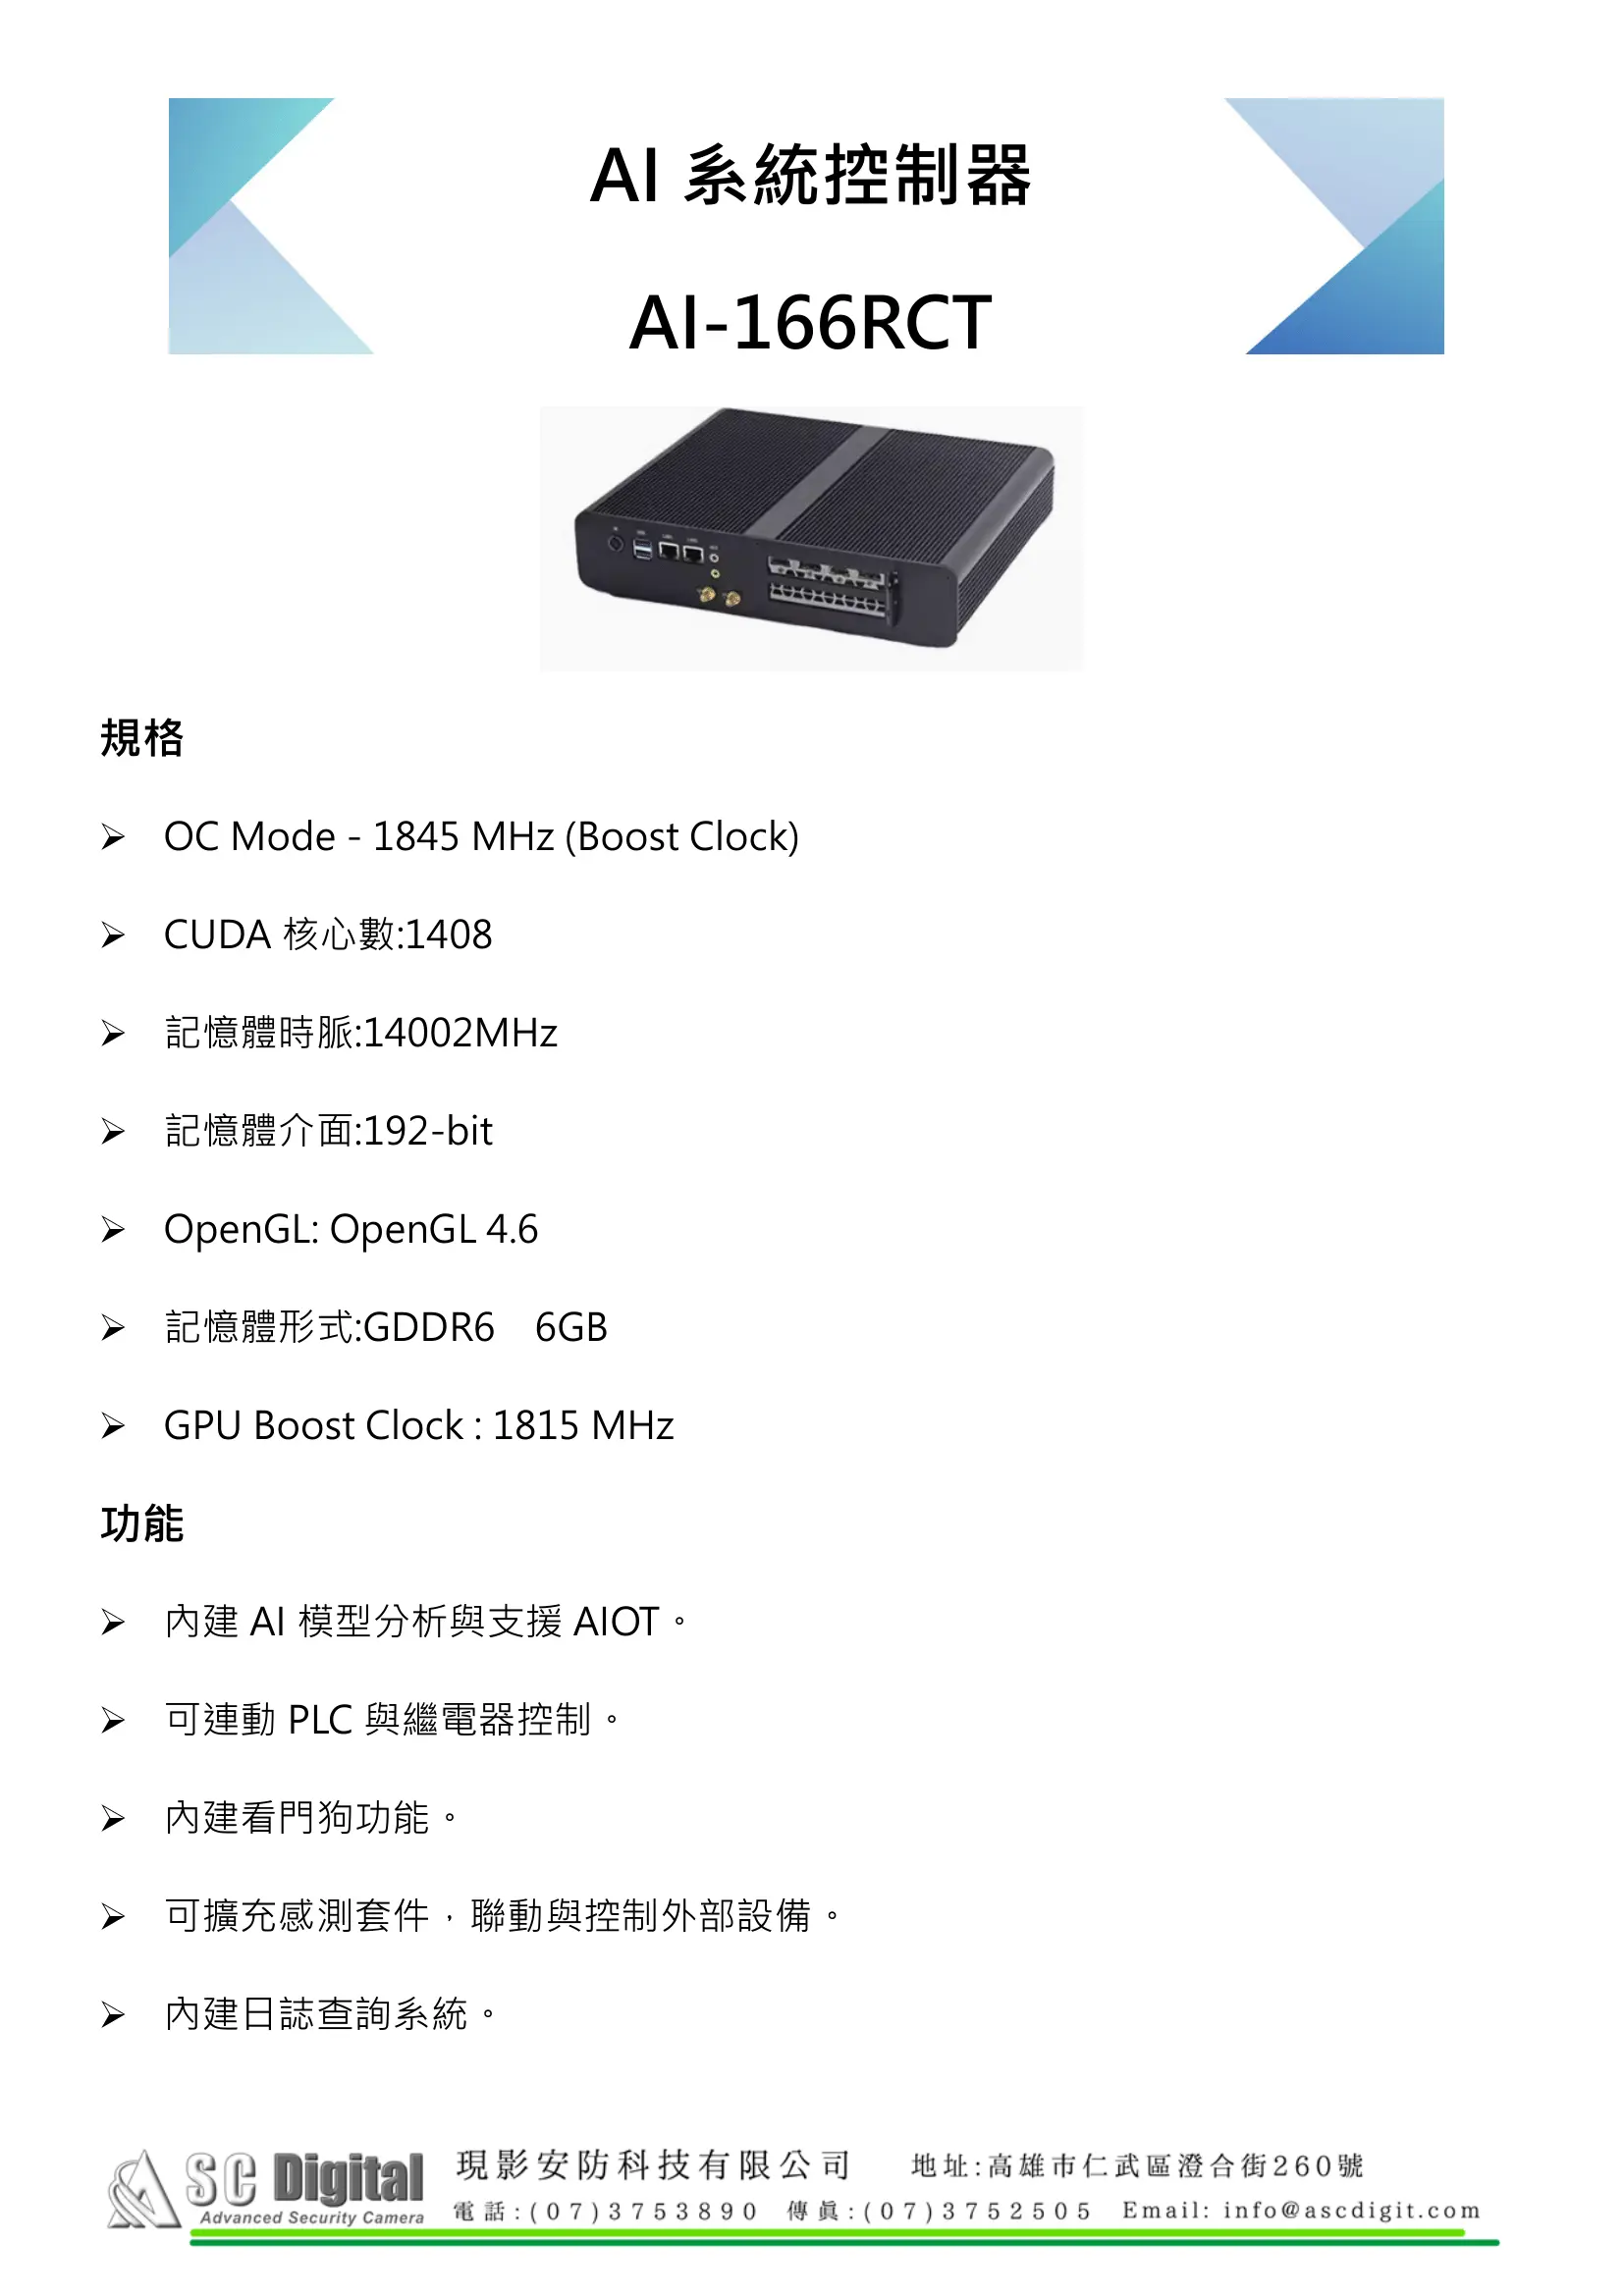 AI 系統控制器
AI-166RCT
規格
➢ OC Mode - 1845 MHz (Boost Clock)
➢ CUDA 核心數:1408
➢ 記憶體時脈:14002MHz
➢ 記憶體介面:192-bit
➢ OpenGL: OpenGL 4.6
➢ 記憶體形式:GDDR6　6GB
➢ GPU Boost Clock : 1815 MHz
功能
➢ 內建 AI 模型分析與支援 AIOT。
➢ 可連動 PLC 與繼電器控制。
➢ 內建看門狗功能。
➢ 可擴充感測套件，聯動與控制外部設備。
➢ 內建日誌查詢系統。
SC Digital 現影安防科技有限公司 地址:高雄市仁武區澄合街260號
Advanced Security Camera 電話:(07)3753890 傳真:(07)3752505 Email: info@ascdigit.com